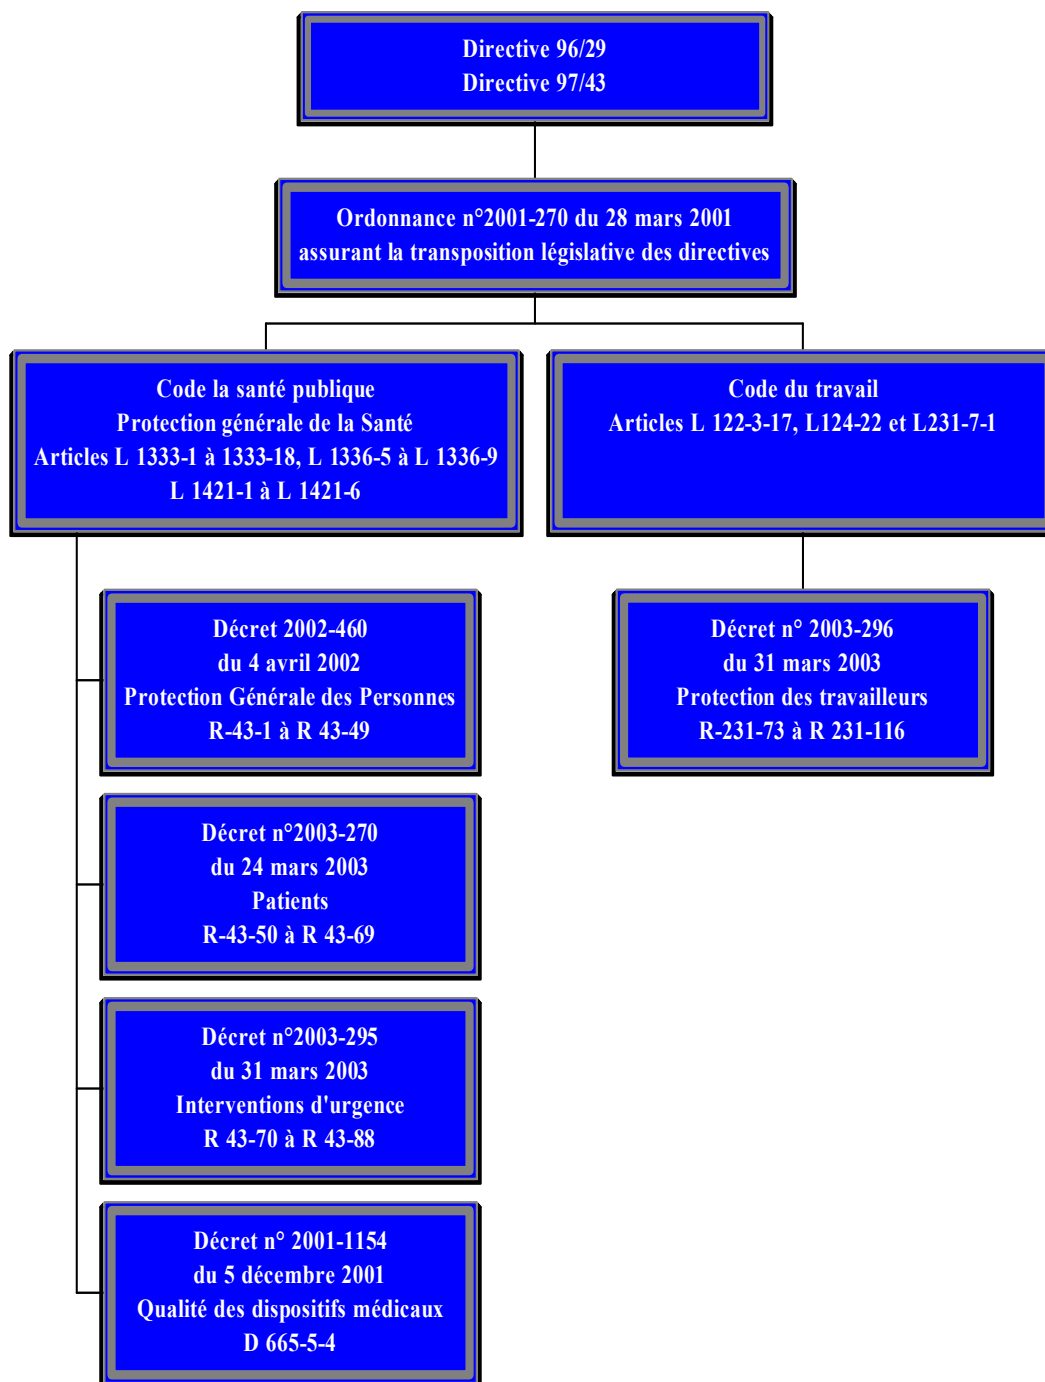 Directive 96/29
Directive 97/43
Ordonnance n°2001-270 du 28 mars 2001
assurant la transposition législative des directives
Code la santé publique
Protection générale de la Santé
Articles L 1333-1 à 1333-18, L 1336-5 à L 1336-9
L 1421-1 à L 1421-6
Code du travail
Articles L 122-3-17, L124-22 et L231-7-1
Décret 2002-460
du 4 avril 2002
Protection Générale des Personnes
R-43-1 à R 43-49
Décret n° 2003-296
du 31 mars 2003
Protection des travailleurs
R-231-73 à R 231-116
Décret n°2003-270
du 24 mars 2003
Patients
R-43-50 à R 43-69
Décret n°2003-295
du 31 mars 2003
Interventions d'urgence
R 43-70 à R 43-88
Décret n° 2001-1154
du 5 décembre 2001
Qualité des dispositifs médicaux
D 665-5-4